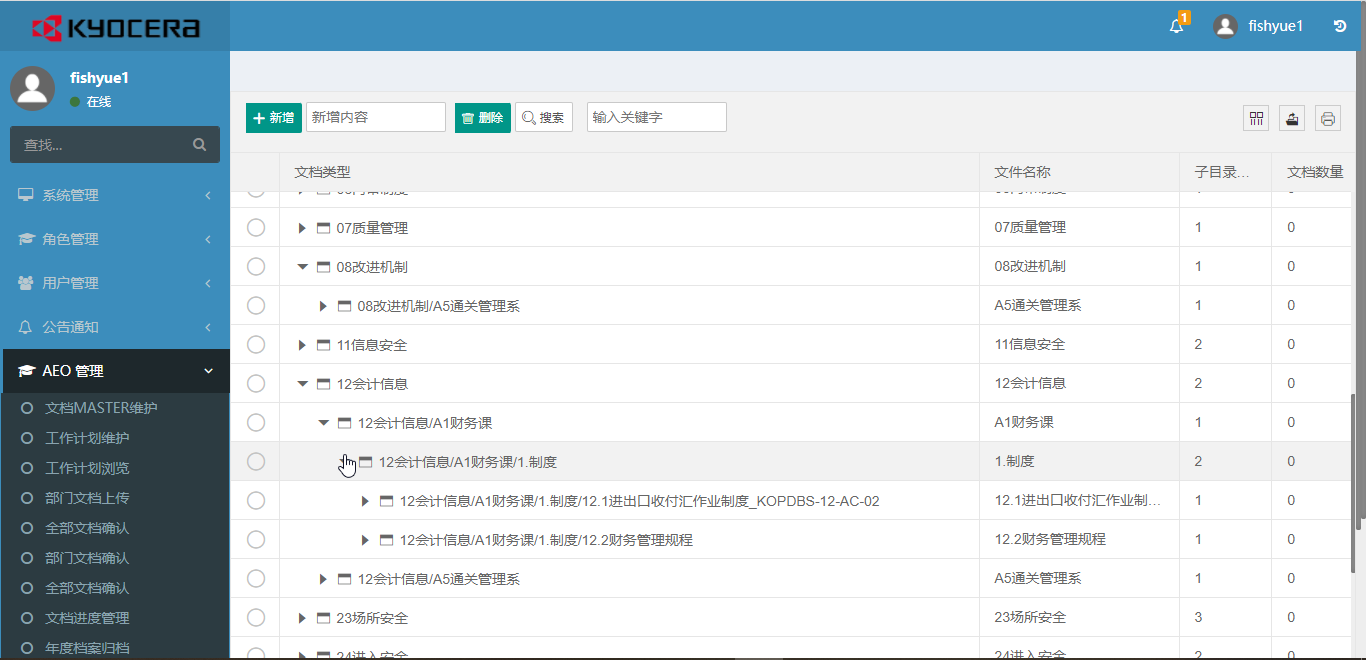 KYOCERA
1
fishyue1
fishyue1
在线
查找...
系统管理
角色管理
用户管理
公告通知
AEO 管理
文档MASTER维护
工作计划维护
工作计划浏览
部门文档上传
全部文档确认
部门文档确认
全部文档确认
文档进度管理
年度档案归档
新增 新增内容 删除 搜索 输入关键字
文档类型 文件名称 子目录... 文档数量
07质量管理 07质量管理 1 0
08改进机制 08改进机制 1 0
08改进机制/A5通关管理系 A5通关管理系 1 0
11信息安全 11信息安全 2 0
12会计信息 12会计信息 2 0
12会计信息/A1财务课 A1财务课 1 0
12会计信息/A1财务课/1.制度 1.制度 2 0
12会计信息/A1财务课/1.制度/12.1进出口收付汇作业制度_KOPDBS-12-AC-02 12.1进出口收付汇作业制... 1 0
12会计信息/A1财务课/1.制度/12.2财务管理规程 12.2财务管理规程 1 0
12会计信息/A5通关管理系 A5通关管理系 1 0
23场所安全 23场所安全 3 0
24进入安全 24进入安全 2 0